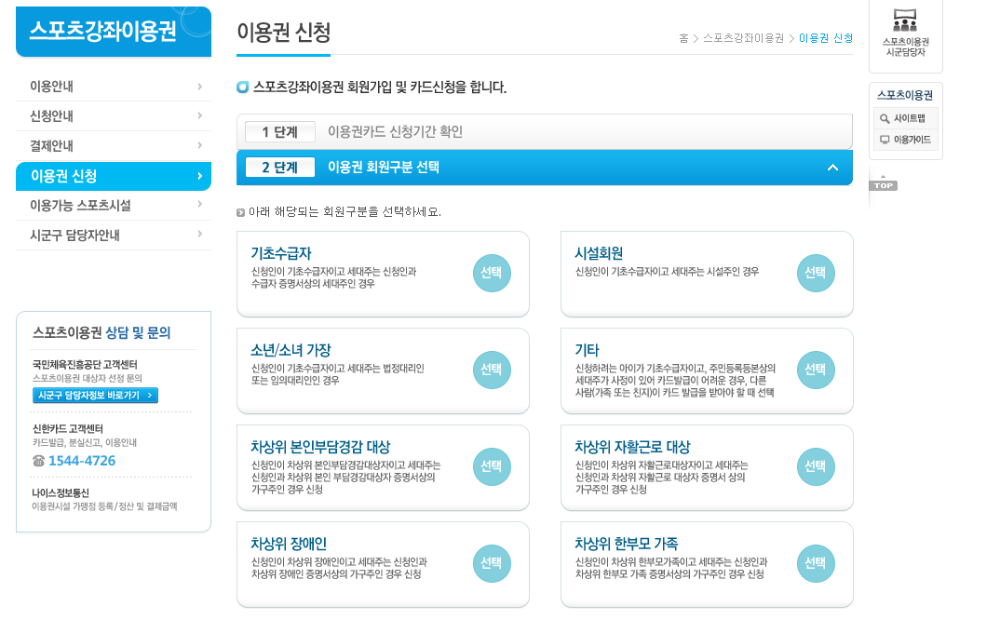 스포츠강좌이용권
이용안내
신청안내
결제안내
이용권 신청
이용가능 스포츠시설
시군구 담당자안내
스포츠이용권 상담 및 문의
국민체육진흥공단 고객센터
스포츠이용권 대상자 선정 문의
시군구 담당자정보 바로가기 >
신한카드 고객센터
카드발급, 분실신고, 이용안내
1544-4726
나이스정보통신
이용권시설 가맹점 등록/정산 및 결제금액
이용권 신청
홈 > 스포츠강좌이용권 > 이용권 신청
스포츠강좌이용권 회원가입 및 카드신청을 합니다.
1 단계 이용권카드 신청기간 확인
2 단계 이용권 회원구분 선택
아래 해당되는 회원구분을 선택하세요.
기초수급자
신청인이 기초수급자이고 세대주는 신청인과
수급자 증명서상의 세대주인 경우
선택
시설회원
신청인이 기초수급자이고 세대주는 시설주인 경우
선택
소년/소녀 가장
신청인이 기초수급자이고 세대주는 법정대리인
또는 임의대리인인 경우
선택
기타
신청하려는 아이가 기초수급자이고, 주민등록등본상의
세대주가 사정이 있어 카드발급이 어려운 경우, 다른
사람(가족 또는 친지)이 카드 발급을 받아야 할 때 선택
선택
차상위 본인부담경감 대상
신청인이 차상위 본인부담경감대상자이고 세대주는
신청인과 차상위 본인 부담경감대상자 증명서상의
가구주인 경우 신청
선택
차상위 자활근로 대상
신청인이 차상위 자활근로대상자이고 세대주는
신청인과 차상위 자활근로 대상자 증명서 상의
가구주인 경우 신청
선택
차상위 장애인
신청인이 차상위 장애인이고 세대주는 신청인과
차상위 장애인 증명서상의 가구주인 경우 신청
선택
차상위 한부모 가족
신청인이 차상위 한부모가족이고 세대주는 신청인과
차상위 한부모 가족 증명서상의 가구주인 경우 신청
선택
스포츠이용권
시군담당자
스포츠이용권
사이트맵
이용가이드
TOP